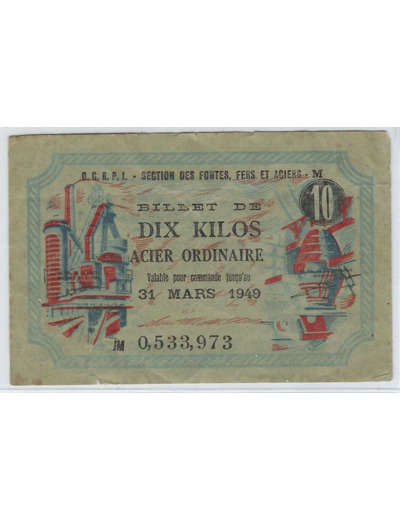 O.C.R.P.I. - SECTION DES FONTES, FERS ET ACIERS - M
10
BILLET DE
DIX KILOS
ACIER ORDINAIRE
Valable pour commande jusqu'au
31 MARS 1949
JM 0,533,973